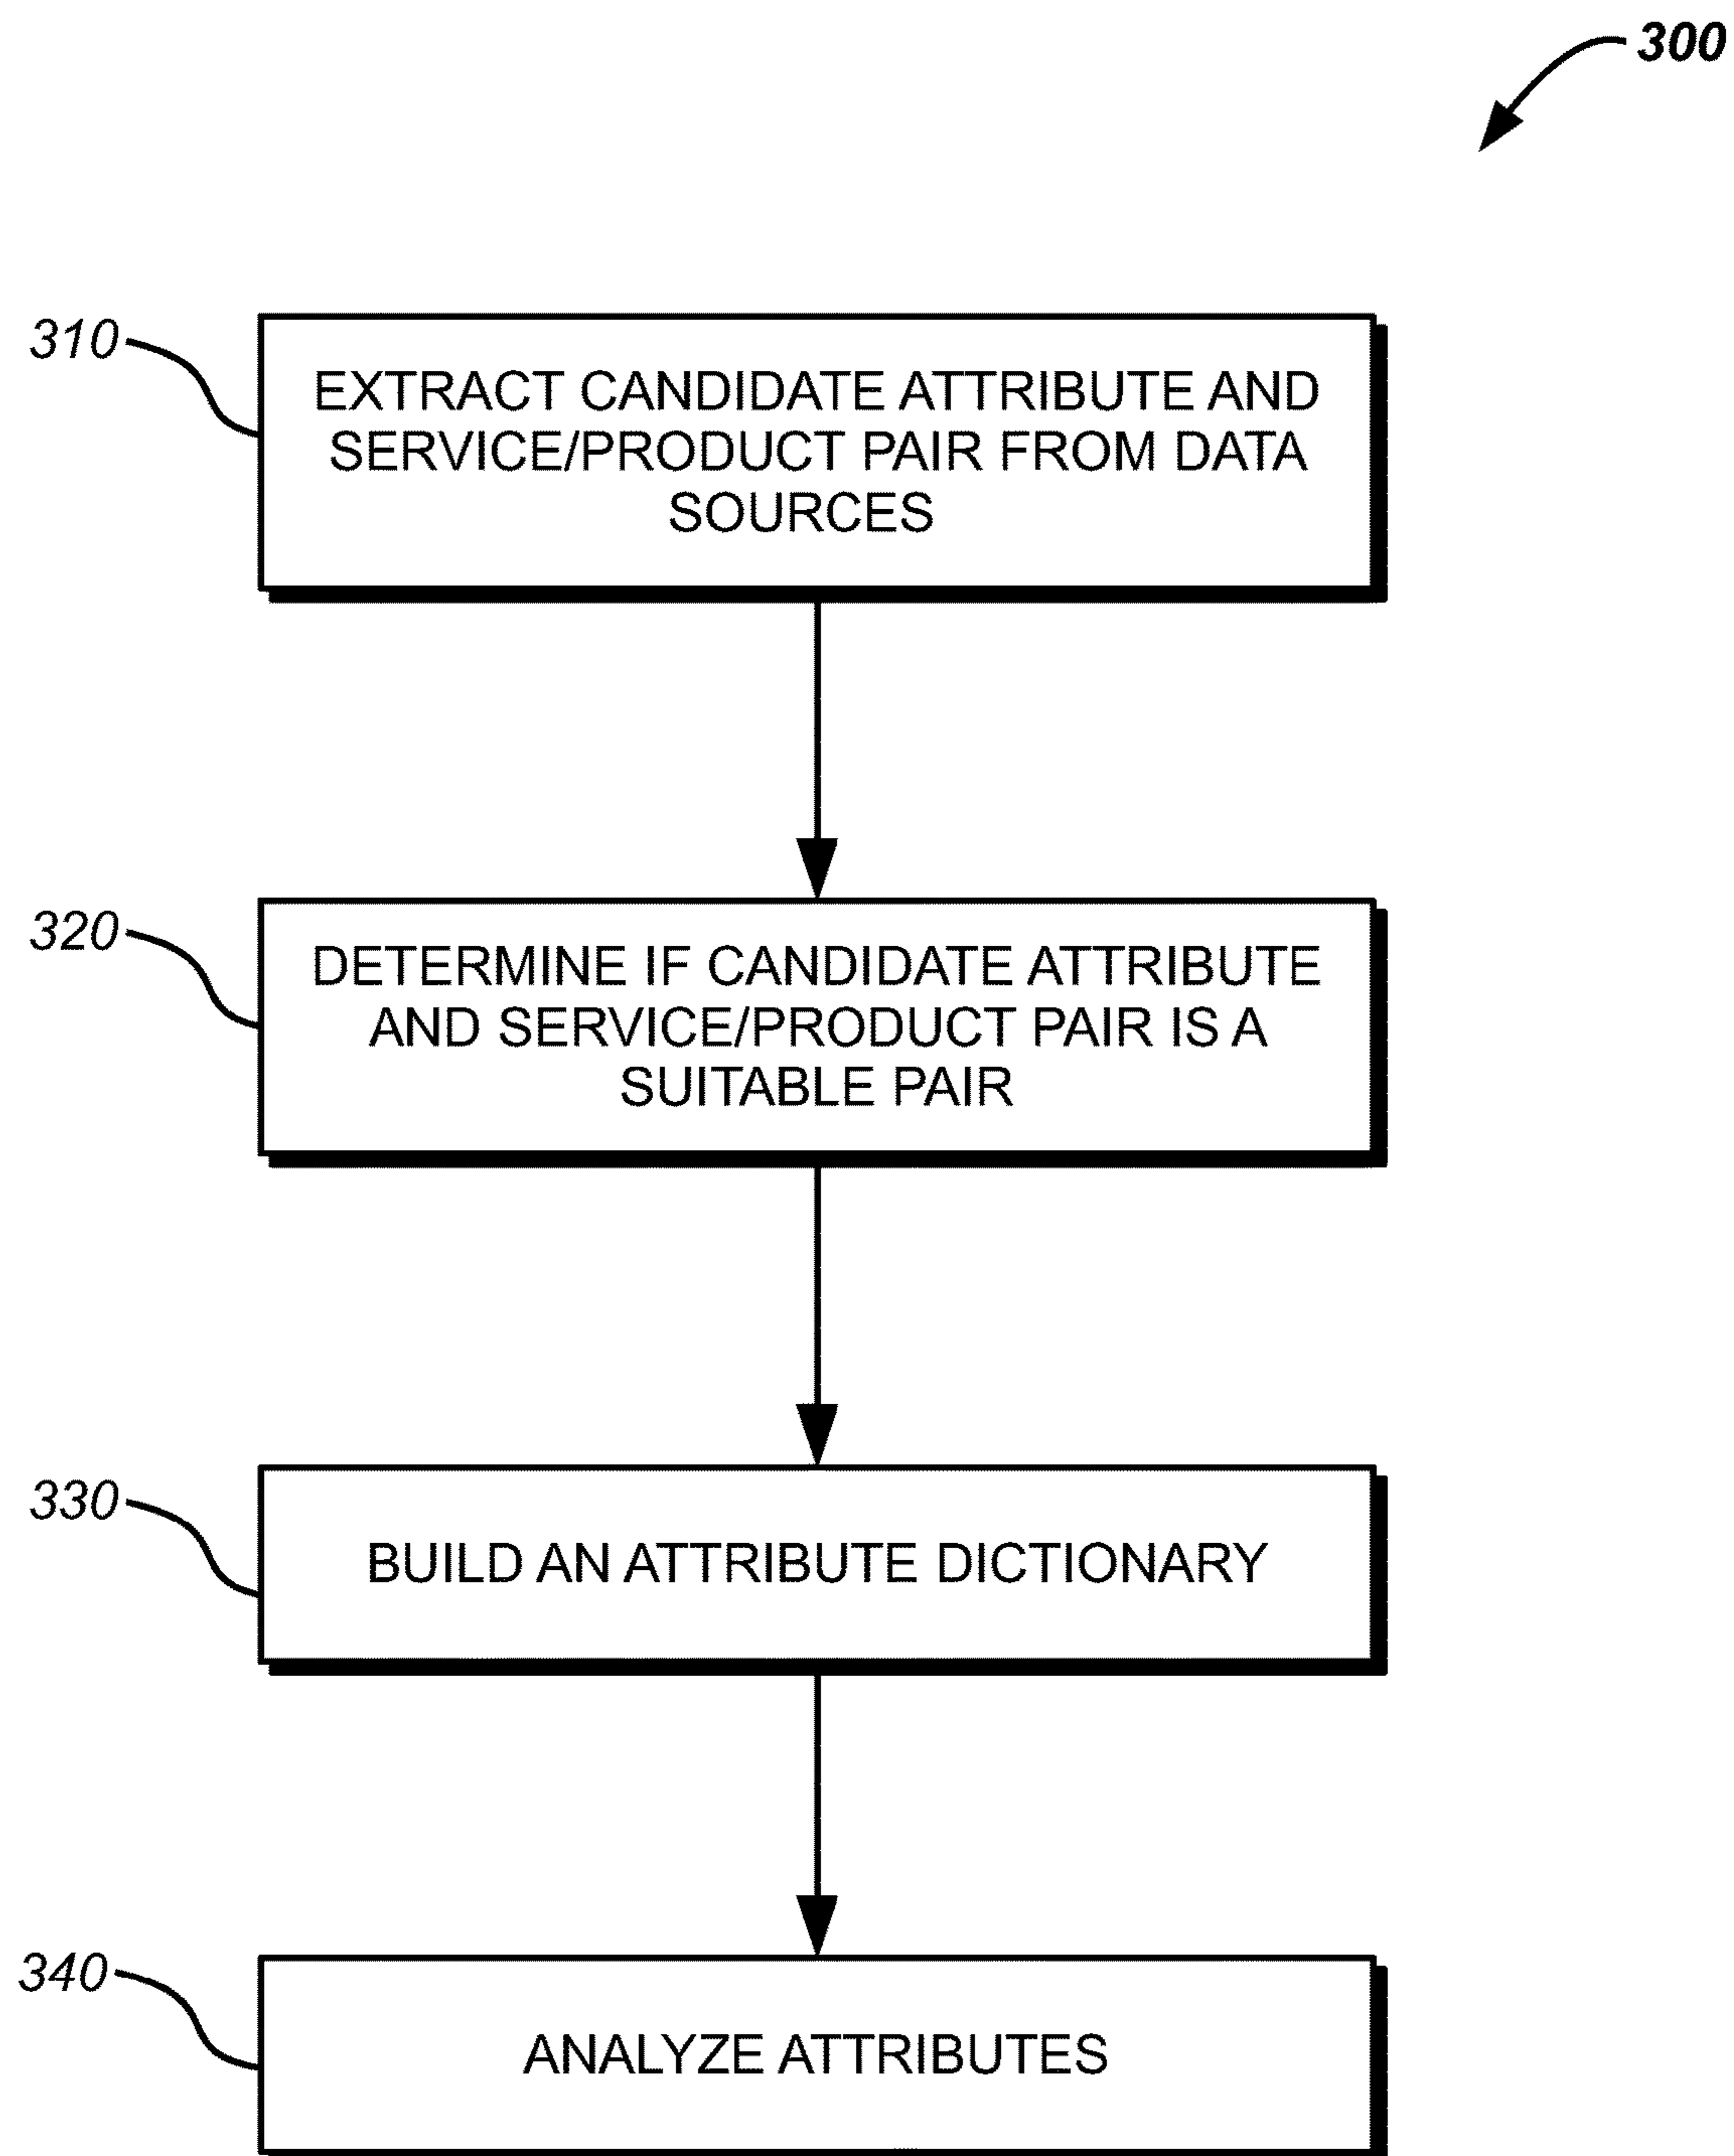 300
310
EXTRACT CANDIDATE ATTRIBUTE AND
SERVICE/PRODUCT PAIR FROM DATA
SOURCES
320
DETERMINE IF CANDIDATE ATTRIBUTE
AND SERVICE/PRODUCT PAIR IS A
SUITABLE PAIR
330
BUILD AN ATTRIBUTE DICTIONARY
340
ANALYZE ATTRIBUTES